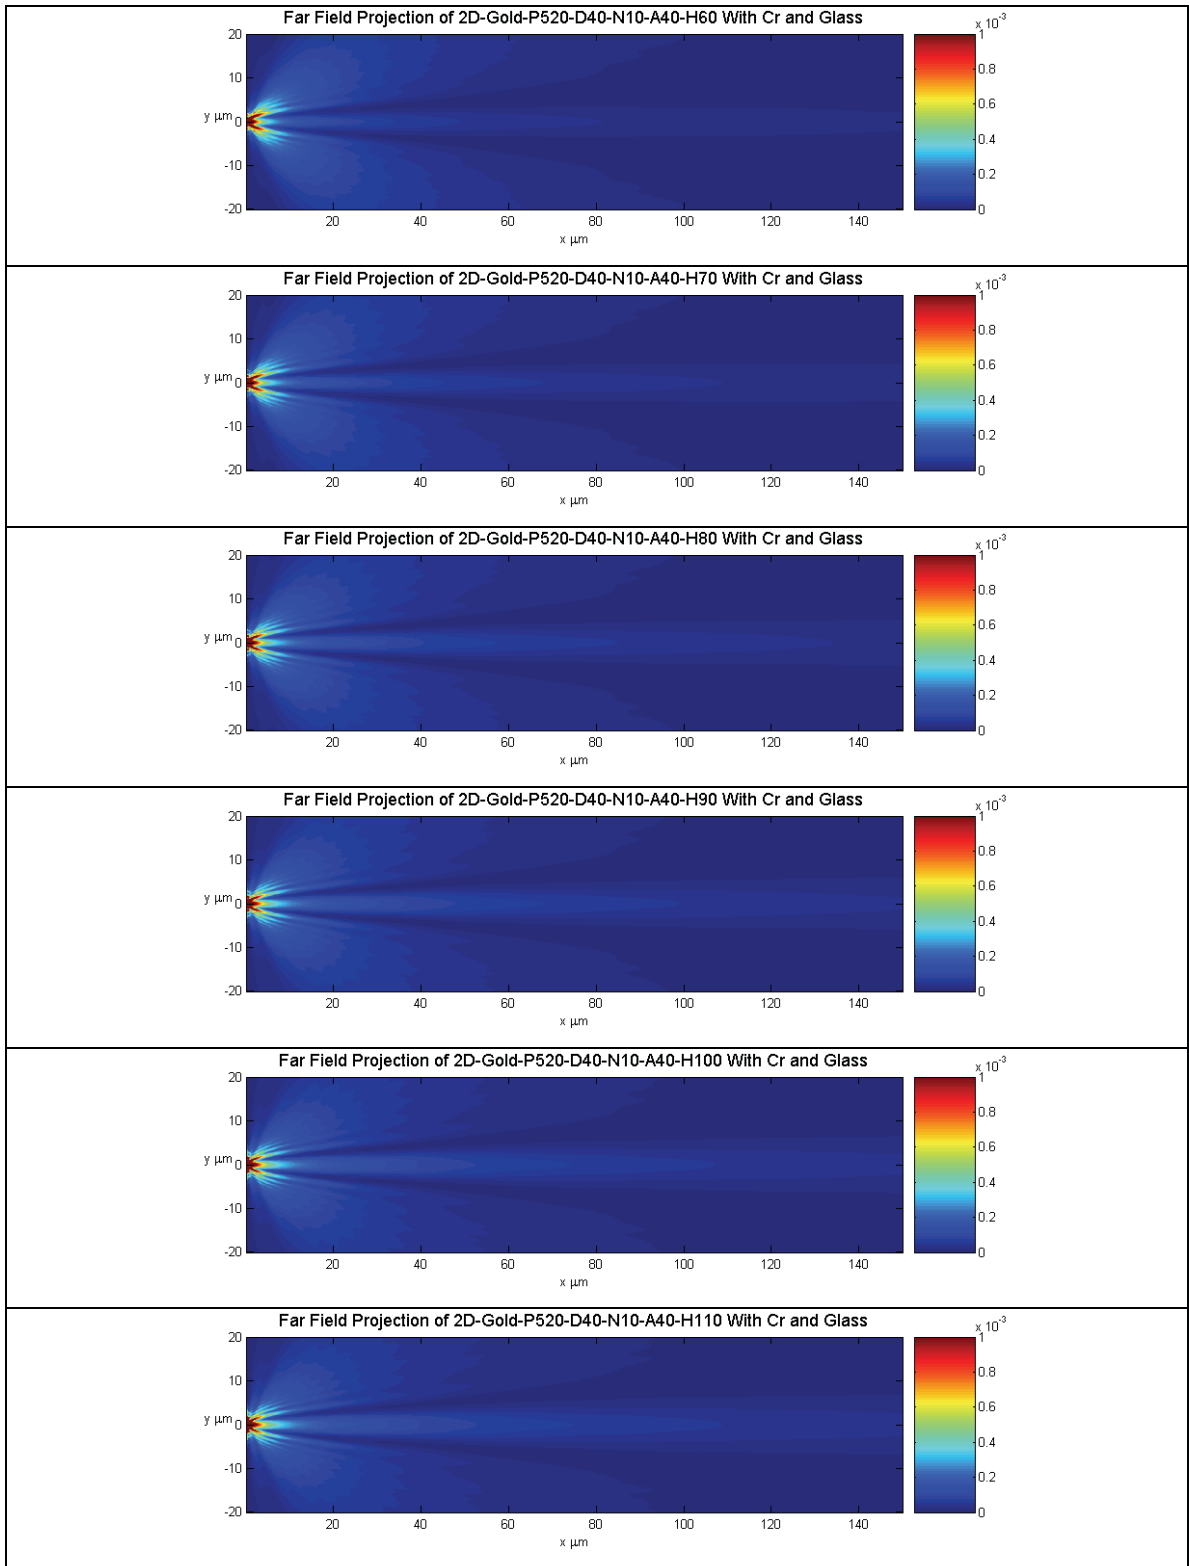 Far Field Projection of 2D-Gold-P520-D40-N10-A40-H60 With Cr and Glass
x 10-3
20
10
y μm 0
-10
-20
20 40 60 80 100 120 140
x μm
1
0.8
0.6
0.4
0.2
0
Far Field Projection of 2D-Gold-P520-D40-N10-A40-H70 With Cr and Glass
x 10-3
20
10
y μm 0
-10
-20
20 40 60 80 100 120 140
x μm
1
0.8
0.6
0.4
0.2
0
Far Field Projection of 2D-Gold-P520-D40-N10-A40-H80 With Cr and Glass
x 10-3
20
10
y μm 0
-10
-20
20 40 60 80 100 120 140
x μm
1
0.8
0.6
0.4
0.2
0
Far Field Projection of 2D-Gold-P520-D40-N10-A40-H90 With Cr and Glass
x 10-3
20
10
y μm 0
-10
-20
20 40 60 80 100 120 140
x μm
1
0.8
0.6
0.4
0.2
0
Far Field Projection of 2D-Gold-P520-D40-N10-A40-H100 With Cr and Glass
x 10-3
20
10
y μm 0
-10
-20
20 40 60 80 100 120 140
x μm
1
0.8
0.6
0.4
0.2
0
Far Field Projection of 2D-Gold-P520-D40-N10-A40-H110 With Cr and Glass
x 10-3
20
10
y μm 0
-10
-20
20 40 60 80 100 120 140
x μm
1
0.8
0.6
0.4
0.2
0